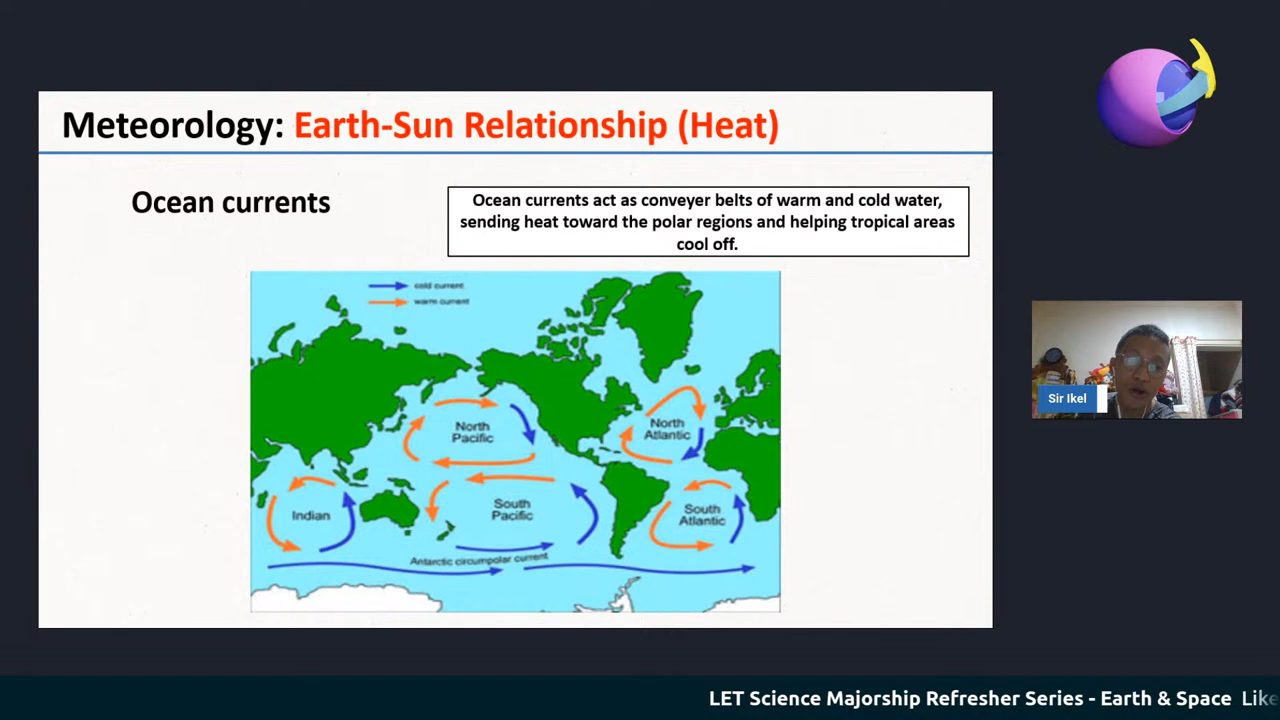 Meteorology: Earth-Sun Relationship (Heat)
Ocean currents
Ocean currents act as conveyer belts of warm and cold water,
sending heat toward the polar regions and helping tropical areas
cool off.
cold current
warm current
North
Pacific
North
Atlantic
Indian
South
Pacific
South
Atlantic
Antarctic circumpolar current
Sir Ikel
LET Science Majorship Refresher Series - Earth & Space Like